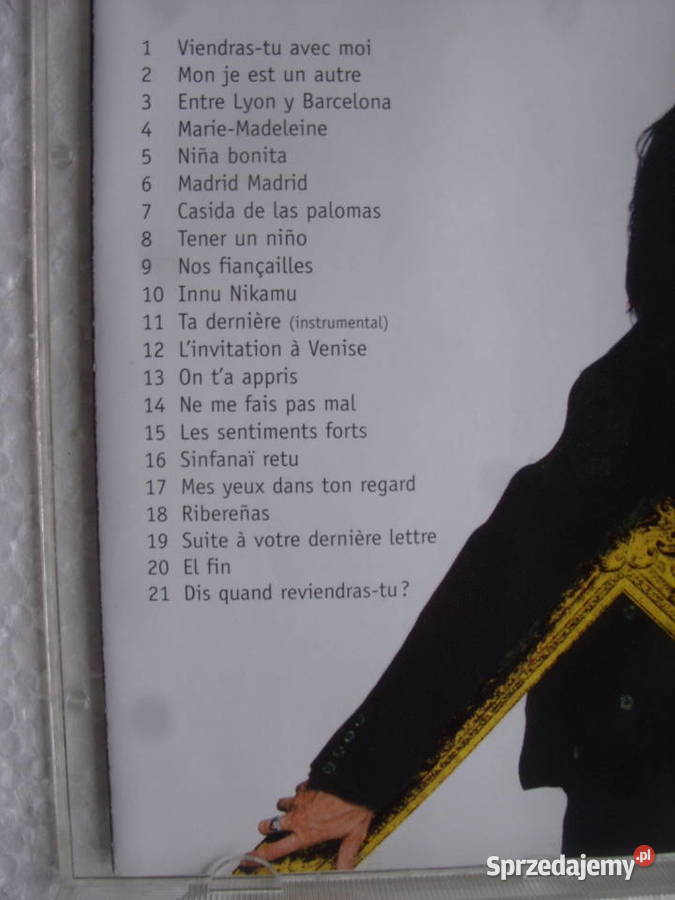 1 Viendras-tu avec moi
2 Mon je est un autre
3 Entre Lyon y Barcelona
4 Marie-Madeleine
5 Niña bonita
6 Madrid Madrid
7 Casida de las palomas
8 Tener un niño
9 Nos fiançailles
10 Innu Nikamu
11 Ta dernière (instrumental)
12 L'invitation à Venise
13 On t'a appris
14 Ne me fais pas mal
15 Les sentiments forts
16 Sinfanaï retu
17 Mes yeux dans ton regard
18 Ribereñas
19 Suite à votre dernière lettre
20 El fin
21 Dis quand reviendras-tu?
Sprzedajemy.pl